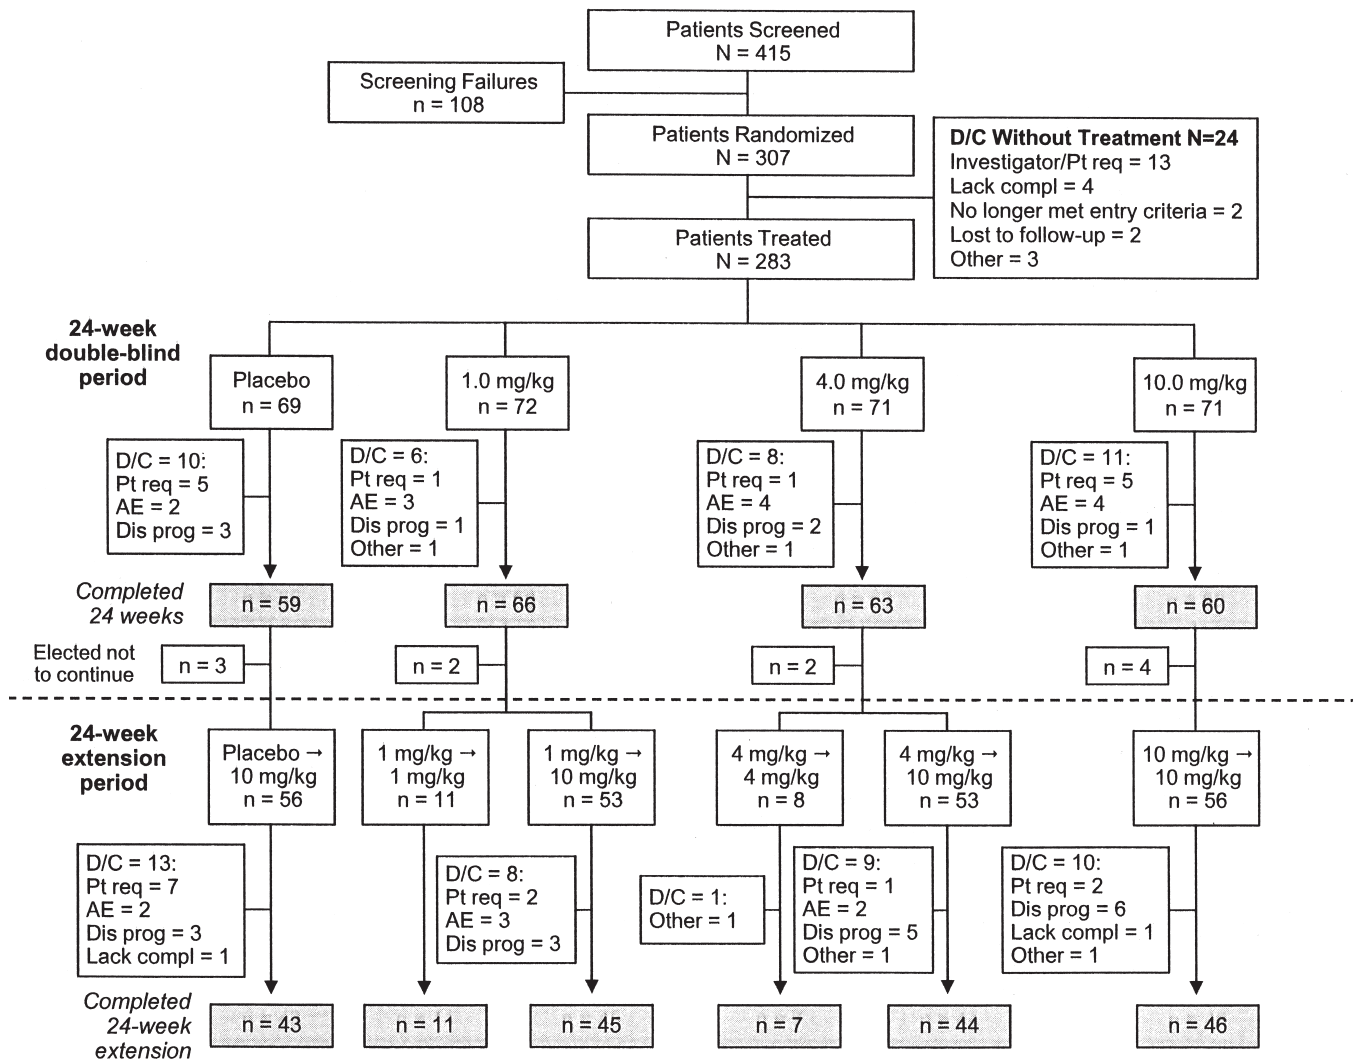 Patients Screened
N = 415
Screening Failures
n = 108
Patients Randomized
N = 307
D/C Without Treatment N=24
Investigator/Pt req = 13
Lack compl = 4
No longer met entry criteria = 2
Lost to follow-up = 2
Other = 3
Patients Treated
N = 283
24-week
double-blind
period
Placebo
n = 69
1.0 mg/kg
n = 72
4.0 mg/kg
n = 71
10.0 mg/kg
n = 71
D/C = 10:
Pt req = 5
AE = 2
Dis prog = 3
D/C = 6:
Pt req = 1
AE = 3
Dis prog = 1
Other = 1
D/C = 8:
Pt req = 1
AE = 4
Dis prog = 2
Other = 1
D/C = 11:
Pt req = 5
AE = 4
Dis prog = 1
Other = 1
Completed
24 weeks
n = 59
n = 66
n = 63
n = 60
Elected not
to continue
n = 3
n = 2
n = 2
n = 4
24-week
extension
period
Placebo →
10 mg/kg
n = 56
1 mg/kg →
1 mg/kg
n = 11
1 mg/kg →
10 mg/kg
n = 53
4 mg/kg →
4 mg/kg
n = 8
4 mg/kg →
10 mg/kg
n = 53
10 mg/kg →
10 mg/kg
n = 56
D/C = 13:
Pt req = 7
AE = 2
Dis prog = 3
Lack compl = 1
D/C = 8:
Pt req = 2
AE = 3
Dis prog = 3
D/C = 1:
Other = 1
D/C = 9:
Pt req = 1
AE = 2
Dis prog = 5
Other = 1
D/C = 10:
Pt req = 2
Dis prog = 6
Lack compl = 1
Other = 1
Completed
24-week
extension
n = 43
n = 11
n = 45
n = 7
n = 44
n = 46